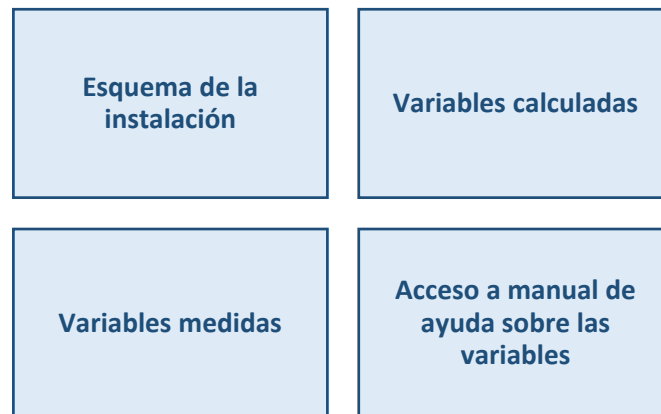 Esquema de la
instalación
Variables calculadas
Variables medidas
Acceso a manual de
ayuda sobre las
variables